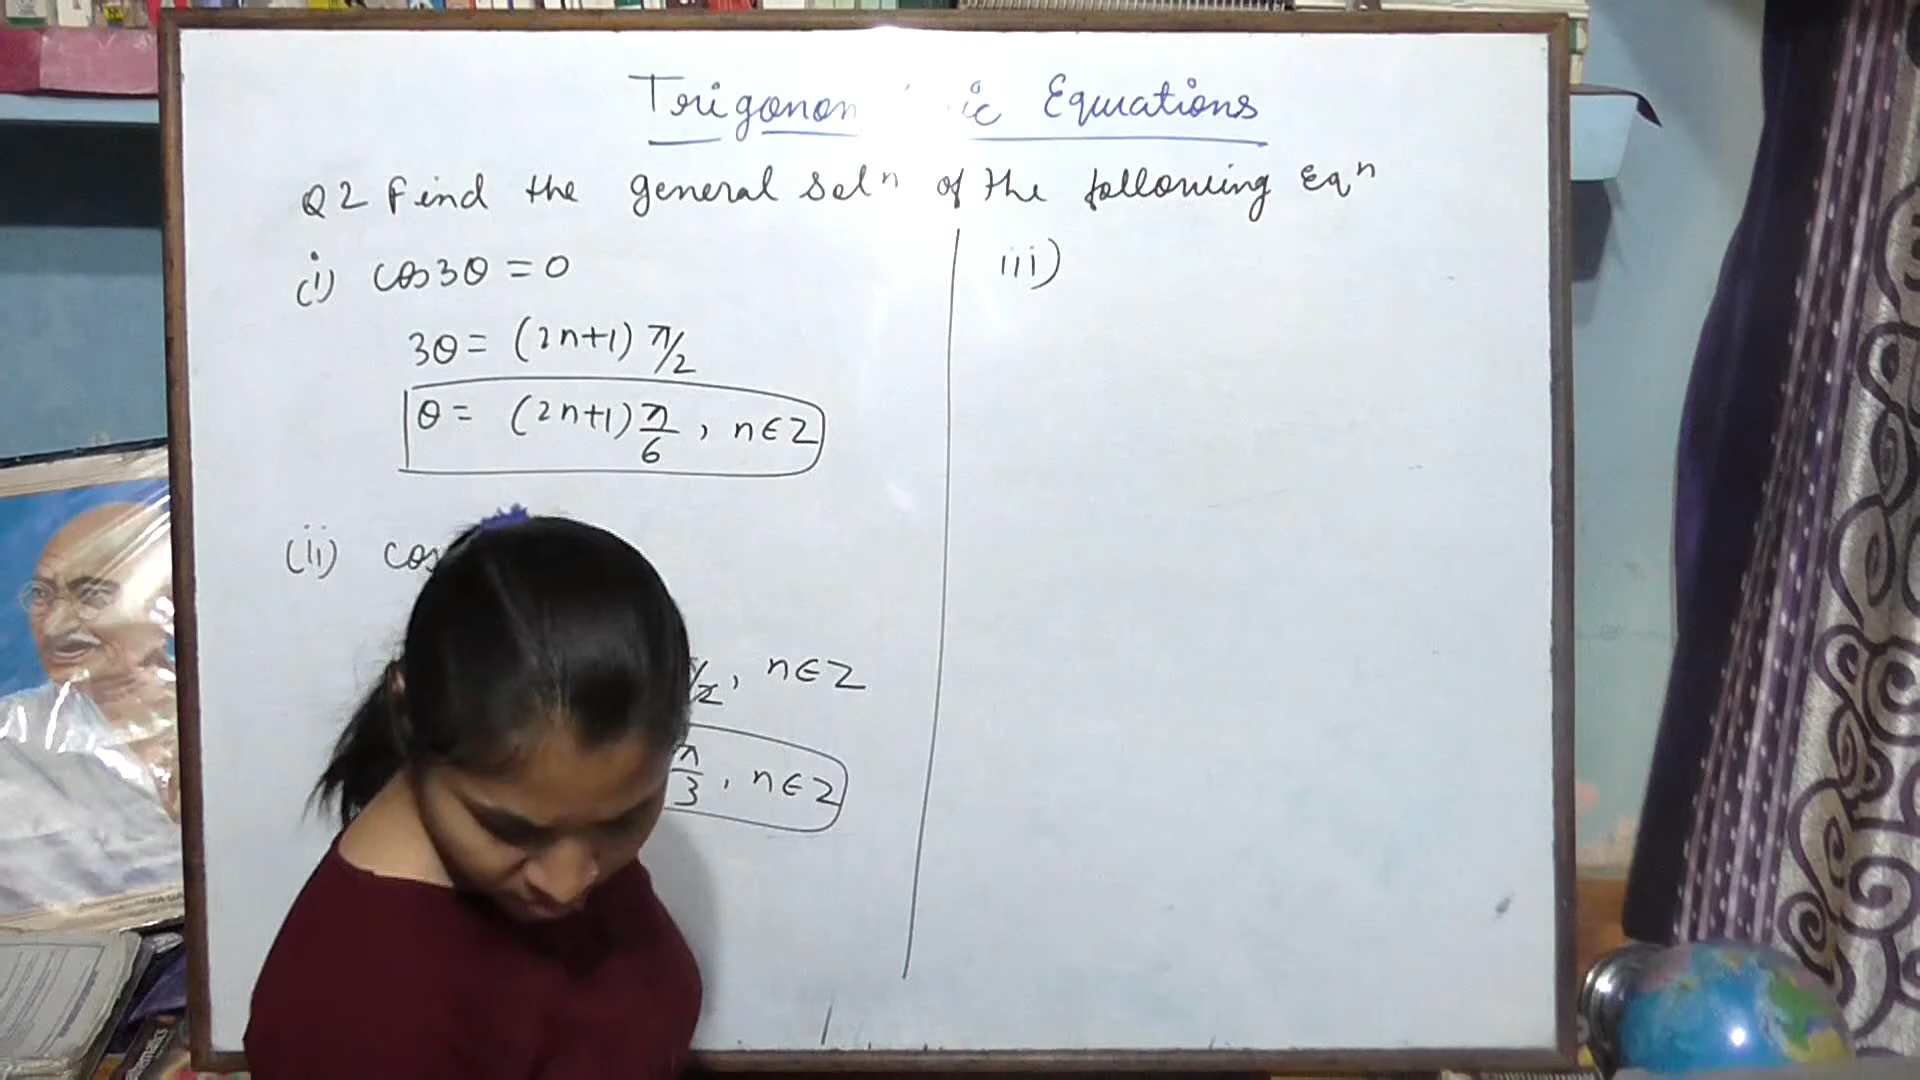 Trigonon ic Equations
Q2 Find the general solⁿ of the following Eqⁿ
(i) cos3θ = 0
3θ = (2n+1) π/2
θ = (2n+1) π/6 , n∈Z
(ii) cos
/2, n∈Z
π/3 , n∈Z
iii)